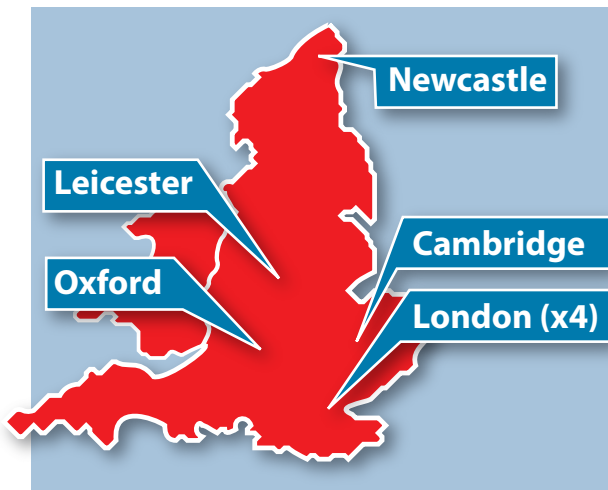 Newcastle
Leicester
Cambridge
Oxford
London (x4)